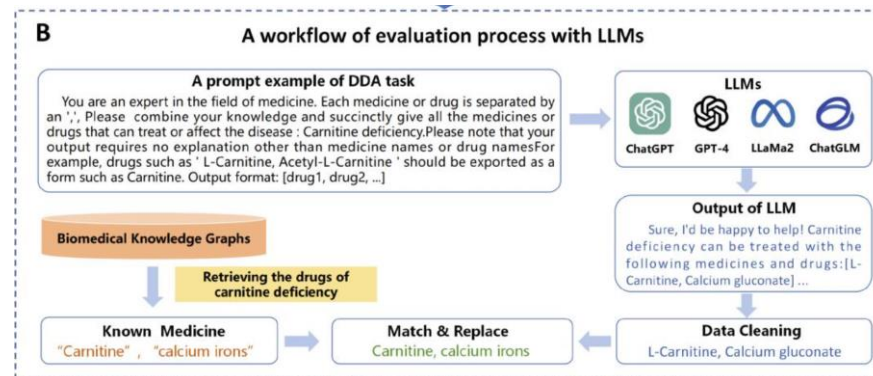 B
A workflow of evaluation process with LLMs
A prompt example of DDA task
You are an expert in the field of medicine. Each medicine or drug is separated by
an ',', Please combine your knowledge and succinctly give all the medicines or
drugs that can treat or affect the disease : Carnitine deficiency.Please note that your
output requires no explanation other than medicine names or drug namesFor
example, drugs such as ' L-Carnitine, Acetyl-L-Carnitine ' should be exported as a
form such as Carnitine. Output format: [drug1, drug2, ...]
LLMs
ChatGPT
GPT-4
LLaMa2
ChatGLM
Output of LLM
Sure, I'd be happy to help! Carnitine
deficiency can be treated with the
following medicines and drugs:[L-
Carnitine, Calcium gluconate] ...
Biomedical Knowledge Graphs
Retrieving the drugs of
carnitine deficiency
Known Medicine
"Carnitine" , "calcium irons"
Match & Replace
Carnitine, calcium irons
Data Cleaning
L-Carnitine, Calcium gluconate